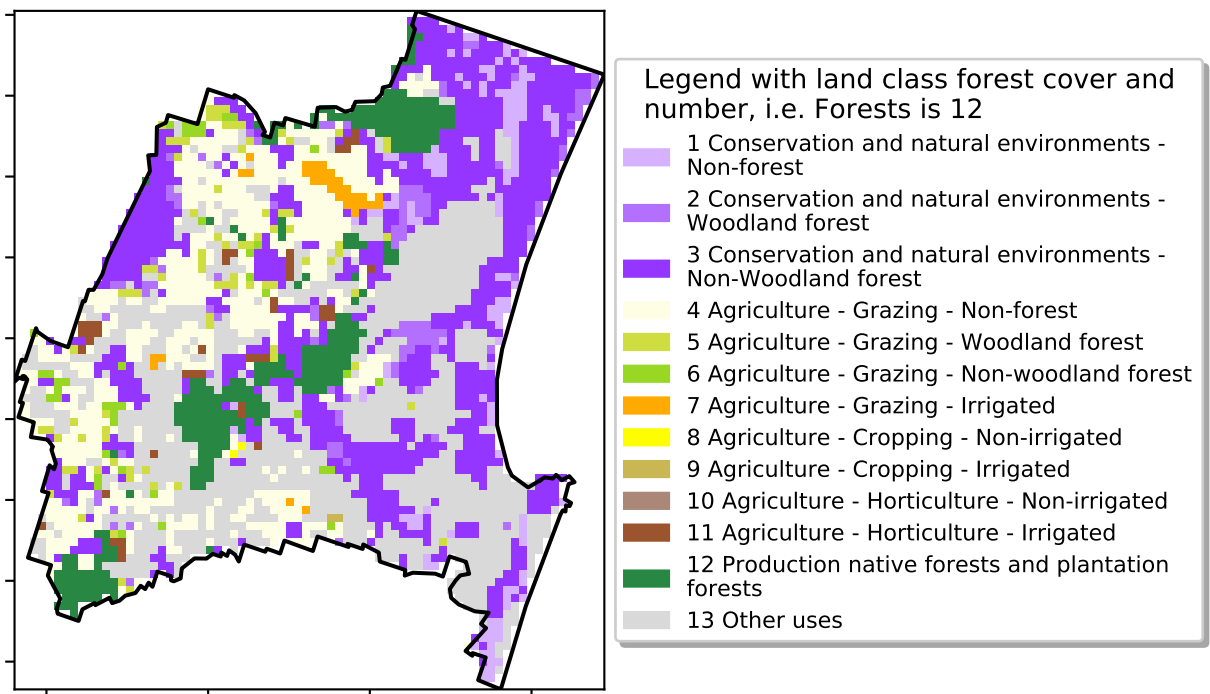 Legend with land class forest cover and
number, i.e. Forests is 12
1 Conservation and natural environments -
Non-forest
2 Conservation and natural environments -
Woodland forest
3 Conservation and natural environments -
Non-Woodland forest
4 Agriculture - Grazing - Non-forest
5 Agriculture - Grazing - Woodland forest
6 Agriculture - Grazing - Non-woodland forest
7 Agriculture - Grazing - Irrigated
8 Agriculture - Cropping - Non-irrigated
9 Agriculture - Cropping - Irrigated
10 Agriculture - Horticulture - Non-irrigated
11 Agriculture - Horticulture - Irrigated
12 Production native forests and plantation
forests
13 Other uses